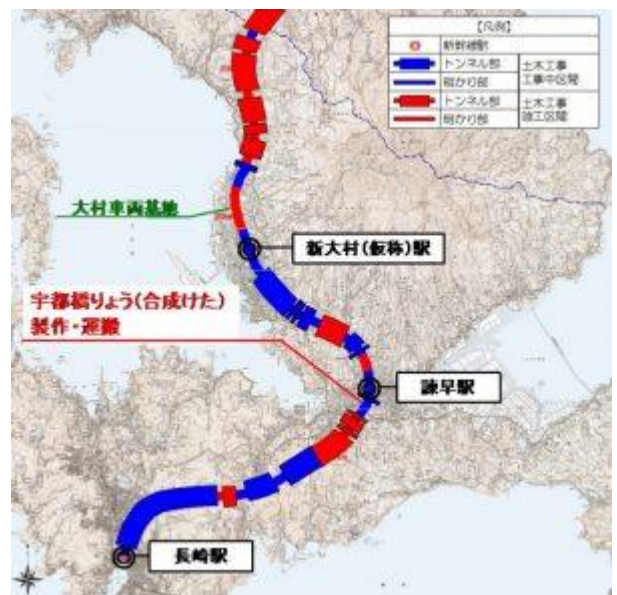 【凡例】
新幹線駅
トンネル部
土木工事
工事中区間
明かり部
トンネル部
土木工事
竣工区間
明かり部
大村車両基地
新大村(仮称)駅
宇都橋りょう(合成けた)
製作・運搬
諫早駅
長崎駅